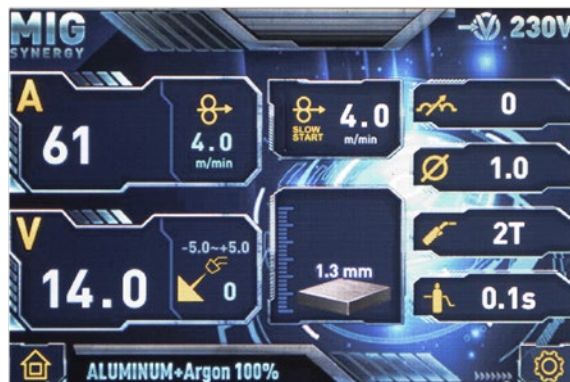 MIG
SYNERGY
230V
A
61
4.0
m/min
SLOW
START
4.0
m/min
0
1.0
2T
0.1s
V
14.0
-5.0~+5.0
0
1.3 mm
ALUMINUM+Argon 100%